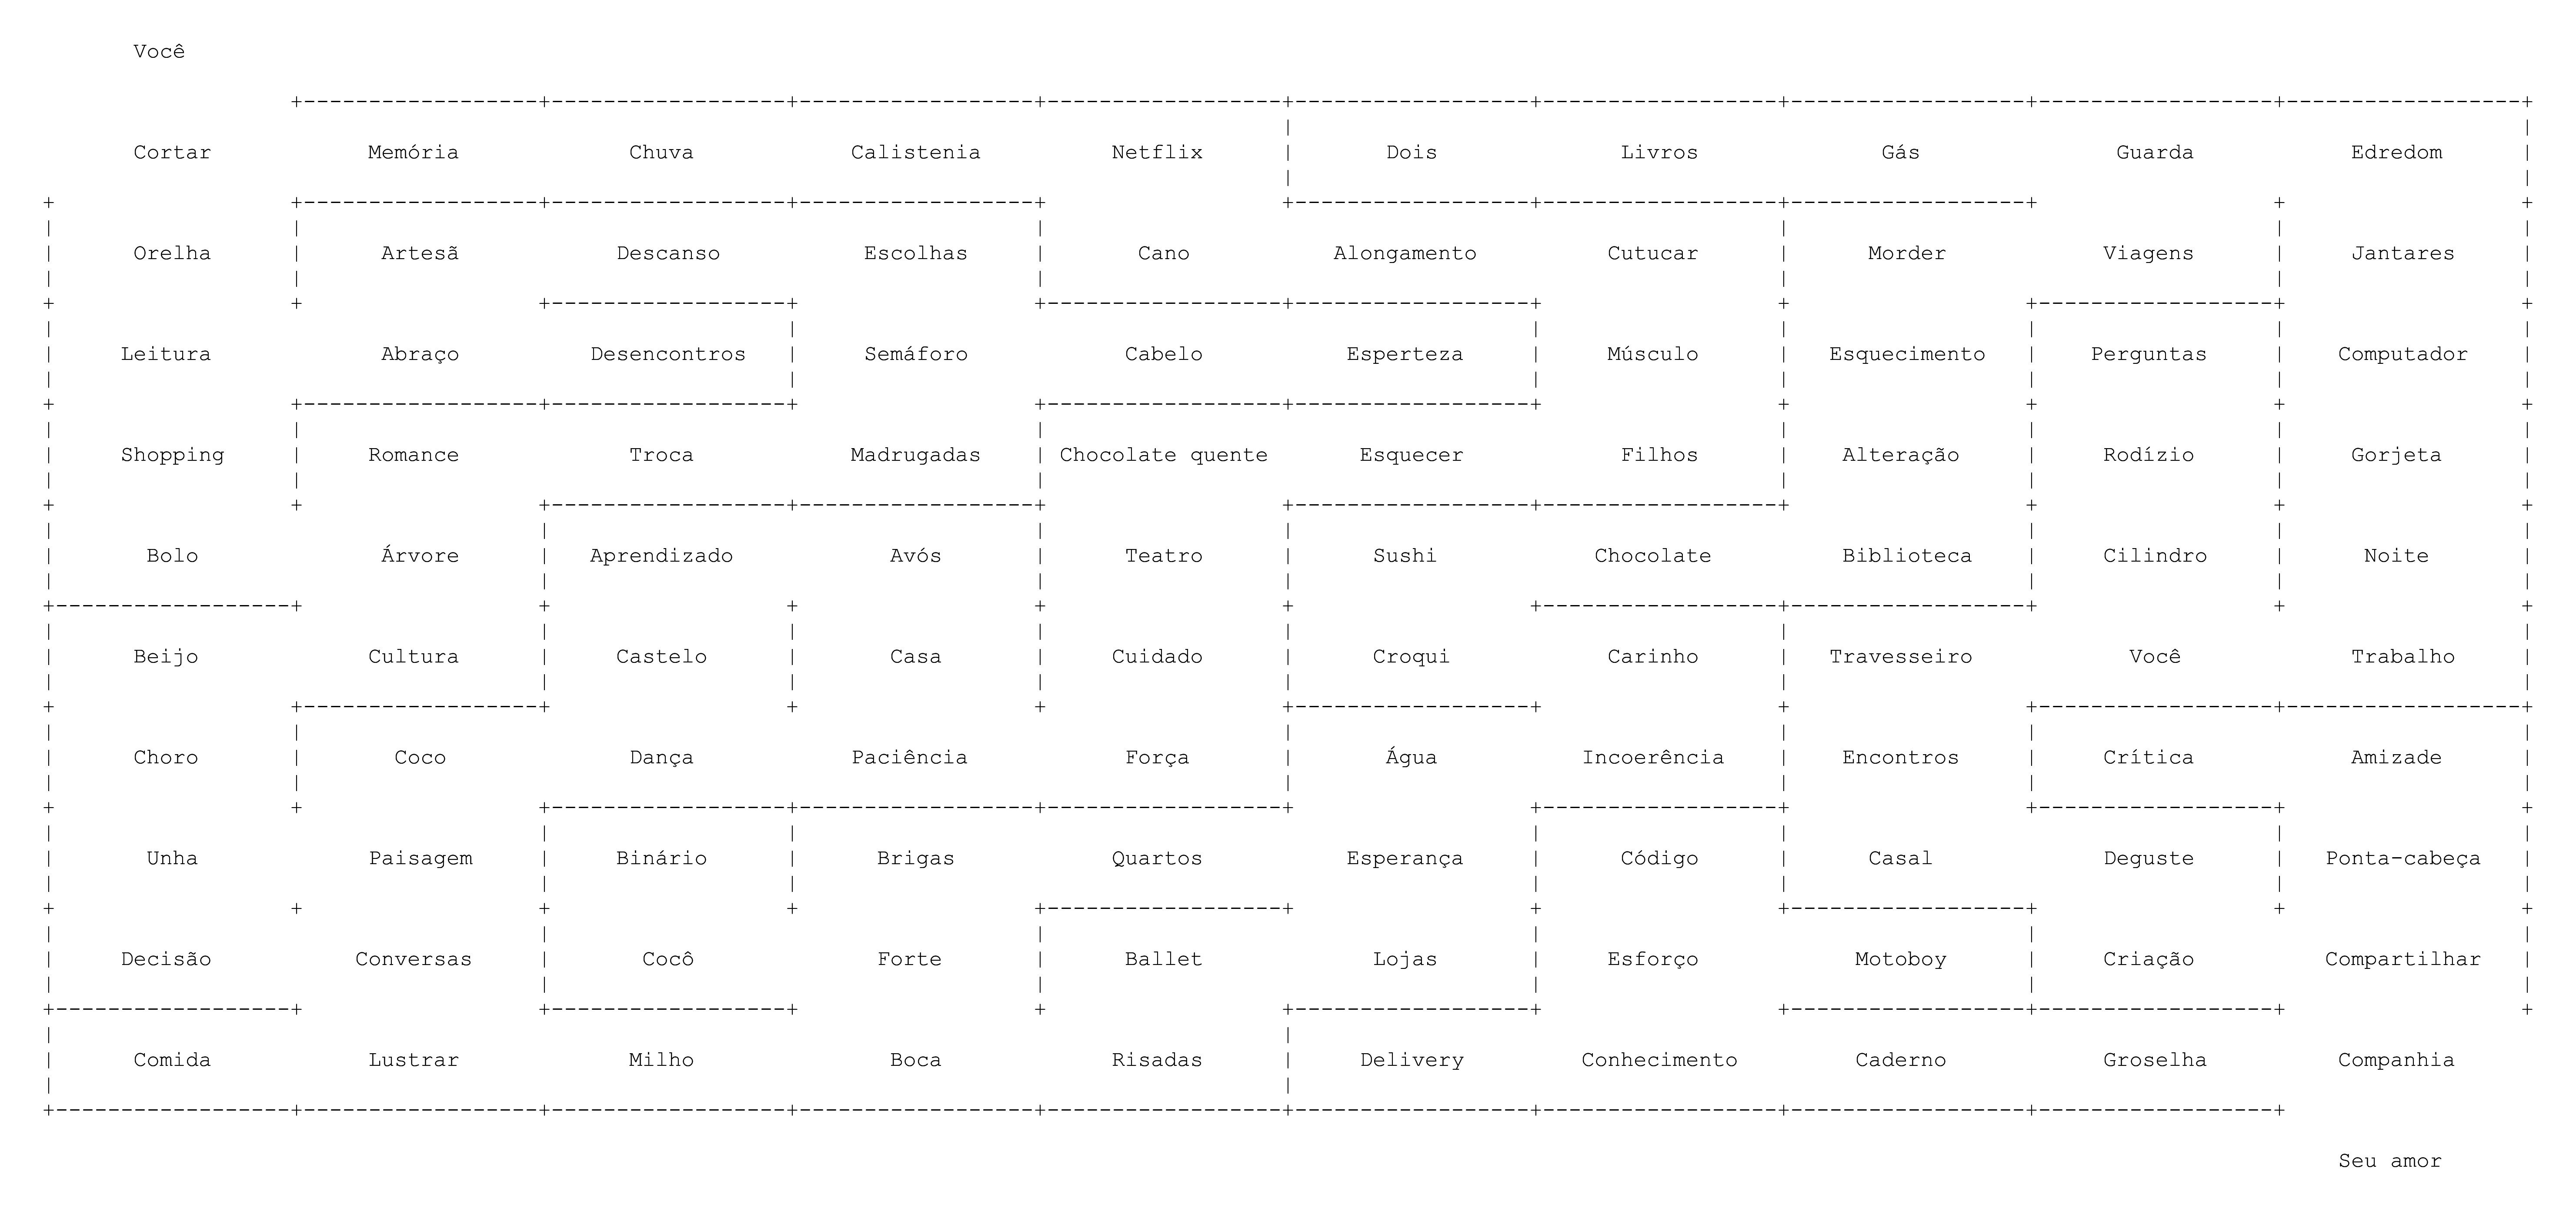 Você
Cortar Memória Chuva Calistenia Netflix Dois Livros Gás Guarda Edredom
Orelha Artesã Descanso Escolhas Cano Alongamento Cutucar Morder Viagens Jantares
Leitura Abraço Desencontros Semáforo Cabelo Esperteza Músculo Esquecimento Perguntas Computador
Shopping Romance Troca Madrugadas Chocolate quente Esquecer Filhos Alteração Rodízio Gorjeta
Bolo Árvore Aprendizado Avós Teatro Sushi Chocolate Biblioteca Cilindro Noite
Beijo Cultura Castelo Casa Cuidado Croqui Carinho Travesseiro Você Trabalho
Choro Coco Dança Paciência Força Água Incoerência Encontros Crítica Amizade
Unha Paisagem Binário Brigas Quartos Esperança Código Casal Deguste Ponta-cabeça
Decisão Conversas Cocô Forte Ballet Lojas Esforço Motoboy Criação Compartilhar
Comida Lustrar Milho Boca Risadas Delivery Conhecimento Caderno Groselha Companhia
Seu amor